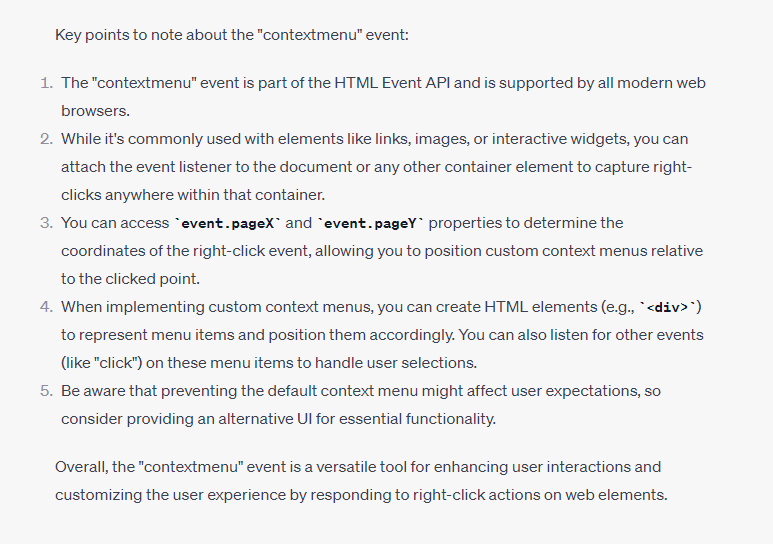 Key points to note about the "contextmenu" event:
1. The "contextmenu" event is part of the HTML Event API and is supported by all modern web
browsers.
2. While it's commonly used with elements like links, images, or interactive widgets, you can
attach the event listener to the document or any other container element to capture right-
clicks anywhere within that container.
3. You can access `event.pageX` and `event.pageY` properties to determine the
coordinates of the right-click event, allowing you to position custom context menus relative
to the clicked point.
4. When implementing custom context menus, you can create HTML elements (e.g., `<div>`)
to represent menu items and position them accordingly. You can also listen for other events
(like "click") on these menu items to handle user selections.
5. Be aware that preventing the default context menu might affect user expectations, so
consider providing an alternative UI for essential functionality.
Overall, the "contextmenu" event is a versatile tool for enhancing user interactions and
customizing the user experience by responding to right-click actions on web elements.